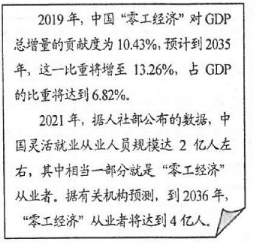 2019 年，中国“零工经济”对 GDP
总增量的贡献度为 10.43%，预计到 2035
年，这一比重将增至 13.26%，占 GDP
的比重将达到 6.82%。
2021 年，据人社部公布的数据，中
国灵活就业从业人员规模达 2 亿人左
右，其中相当一部分就是“零工经济”
从业者。据有关机构预测，到 2036 年，
“零工经济”从业者将达到 4 亿人。